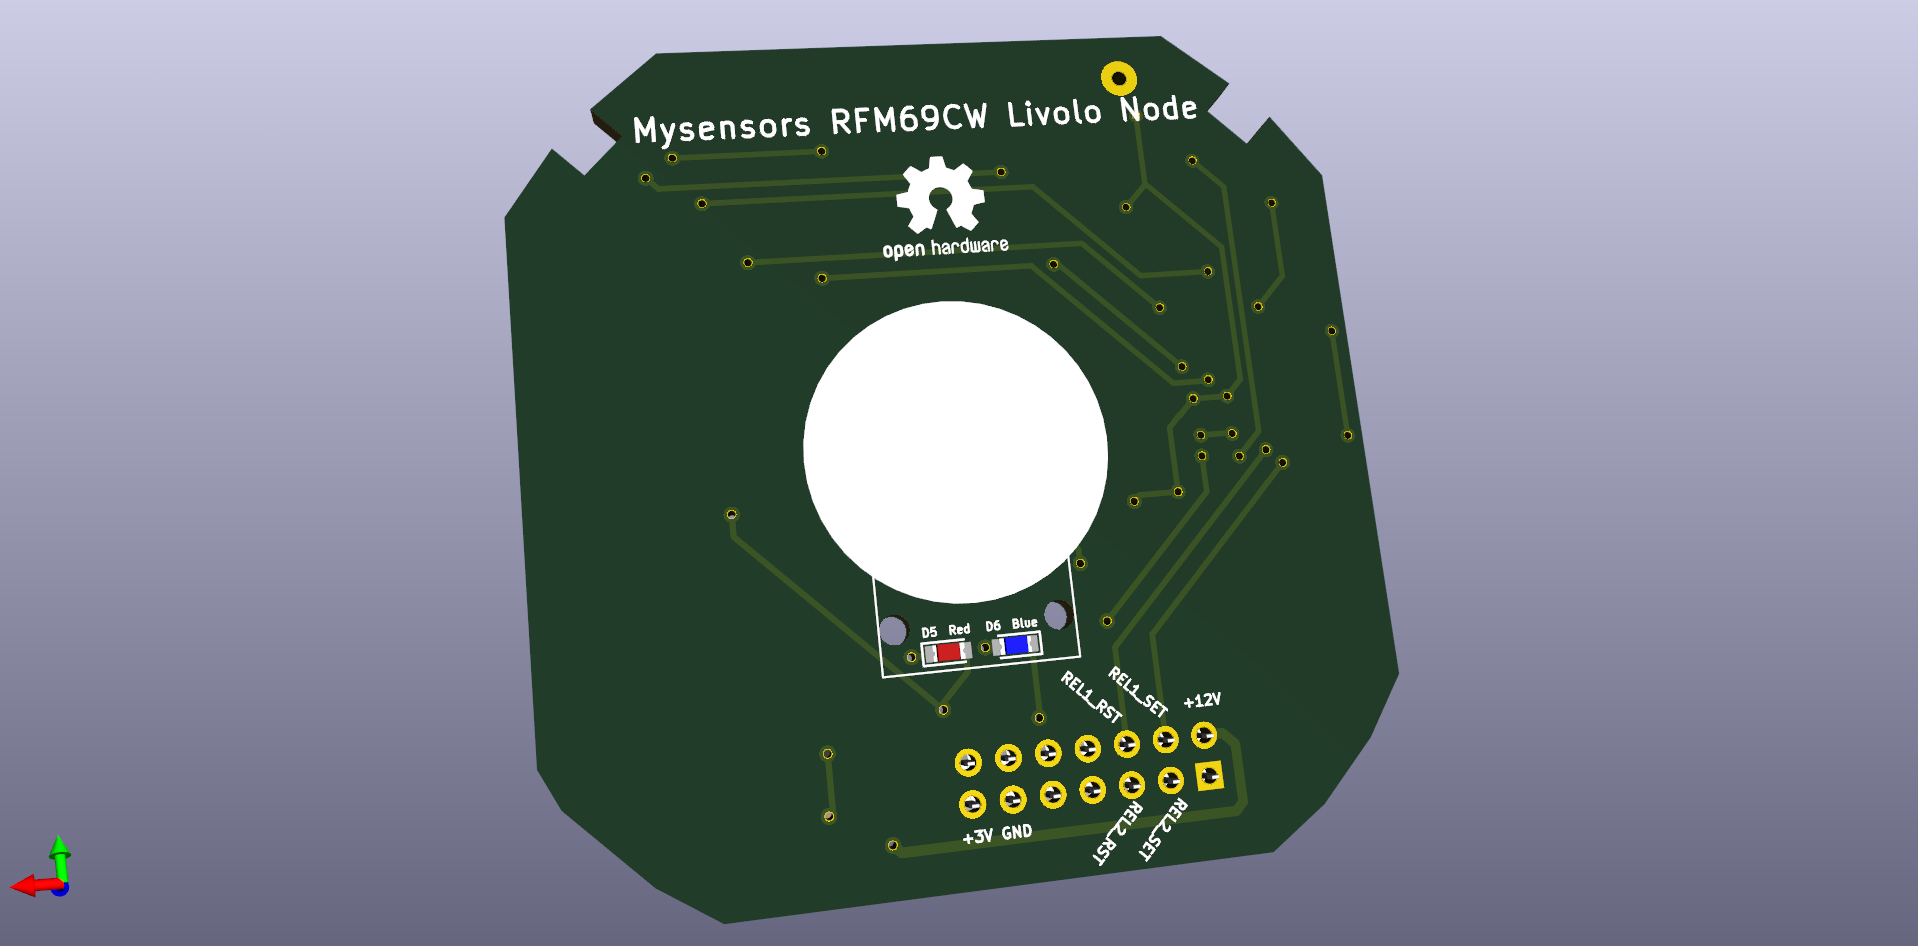 Mysensors RFM69CW Livolo Node
open hardware
D5 Red D6 Blue
REL1_RST
REL1_SET
+12V
+3V GND
REL2_RST
REL2_SET